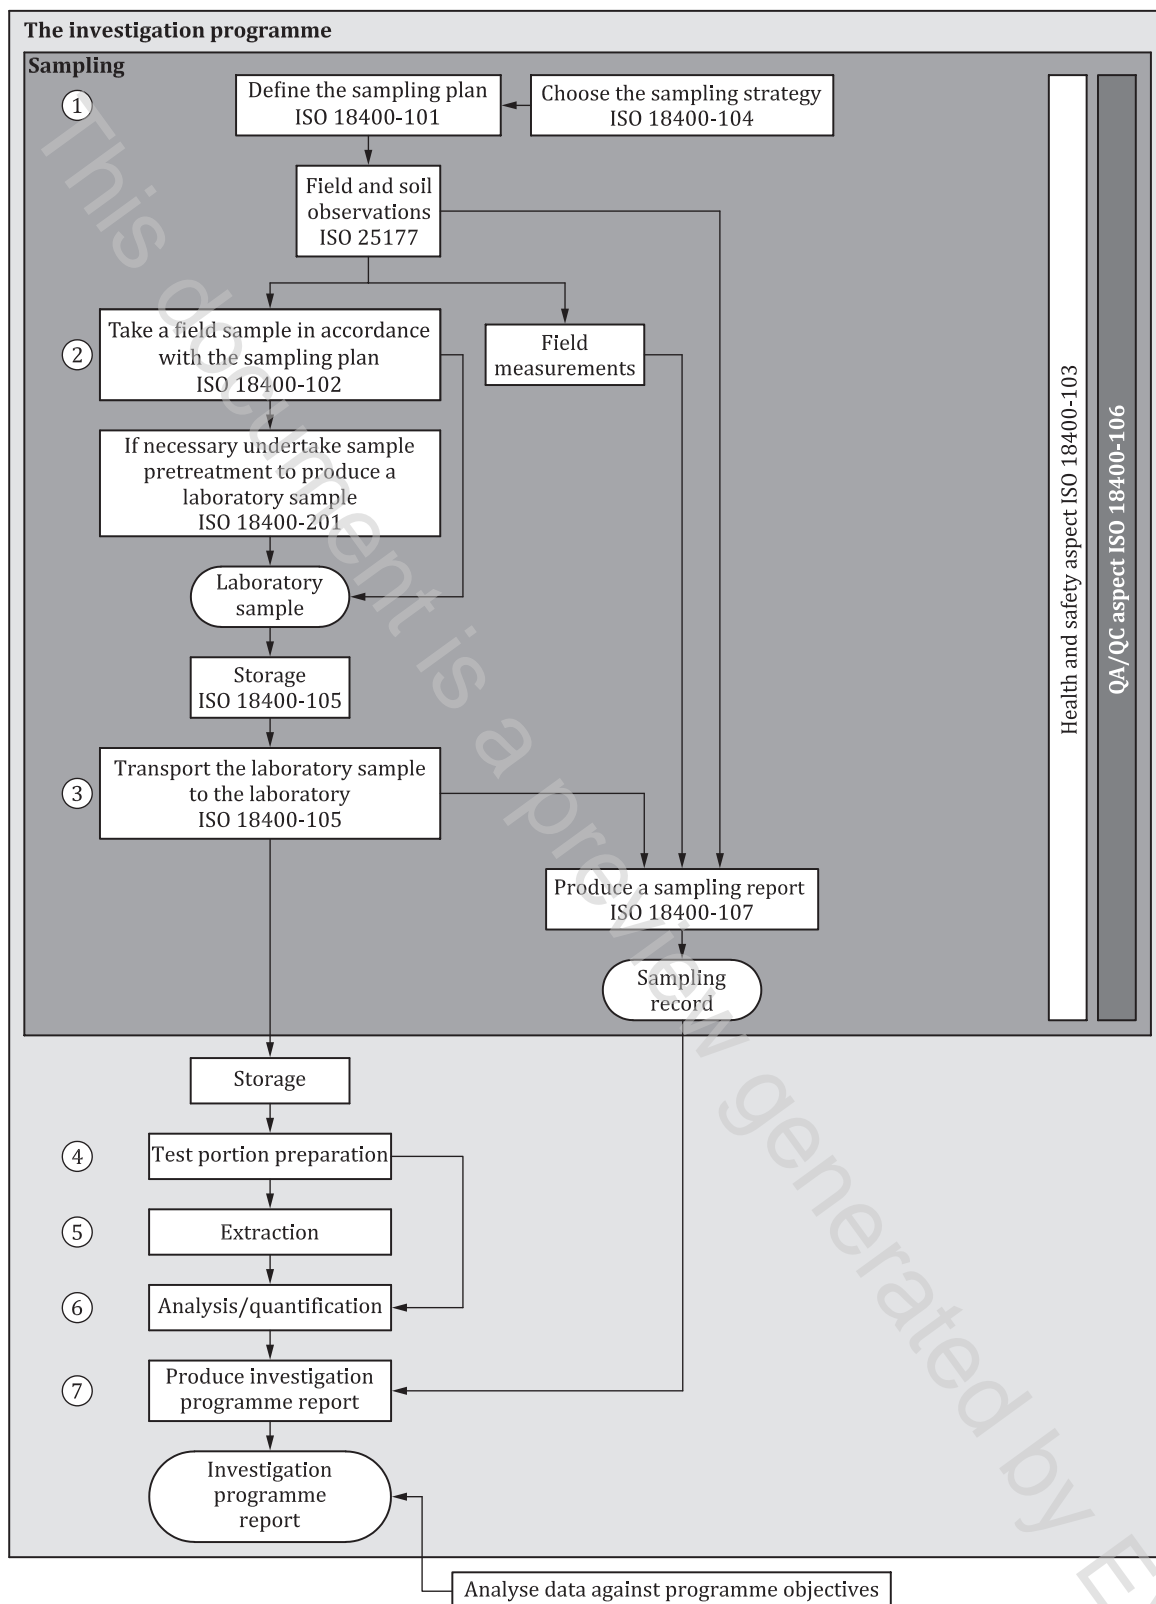 The investigation programme
Sampling
1
Define the sampling plan
ISO 18400-101
Choose the sampling strategy
ISO 18400-104
Field and soil
observations
ISO 25177
2
Take a field sample in accordance
with the sampling plan
ISO 18400-102
Field
measurements
If necessary undertake sample
pretreatment to produce a
laboratory sample
ISO 18400-201
Laboratory
sample
Storage
ISO 18400-105
3
Transport the laboratory sample
to the laboratory
ISO 18400-105
Produce a sampling report
ISO 18400-107
Sampling
record
Health and safety aspect ISO 18400-103
QA/QC aspect ISO 18400-106
Storage
4
Test portion preparation
5
Extraction
6
Analysis/quantification
7
Produce investigation
programme report
Investigation
programme
report
Analyse data against programme objectives
This document is a preview generated by